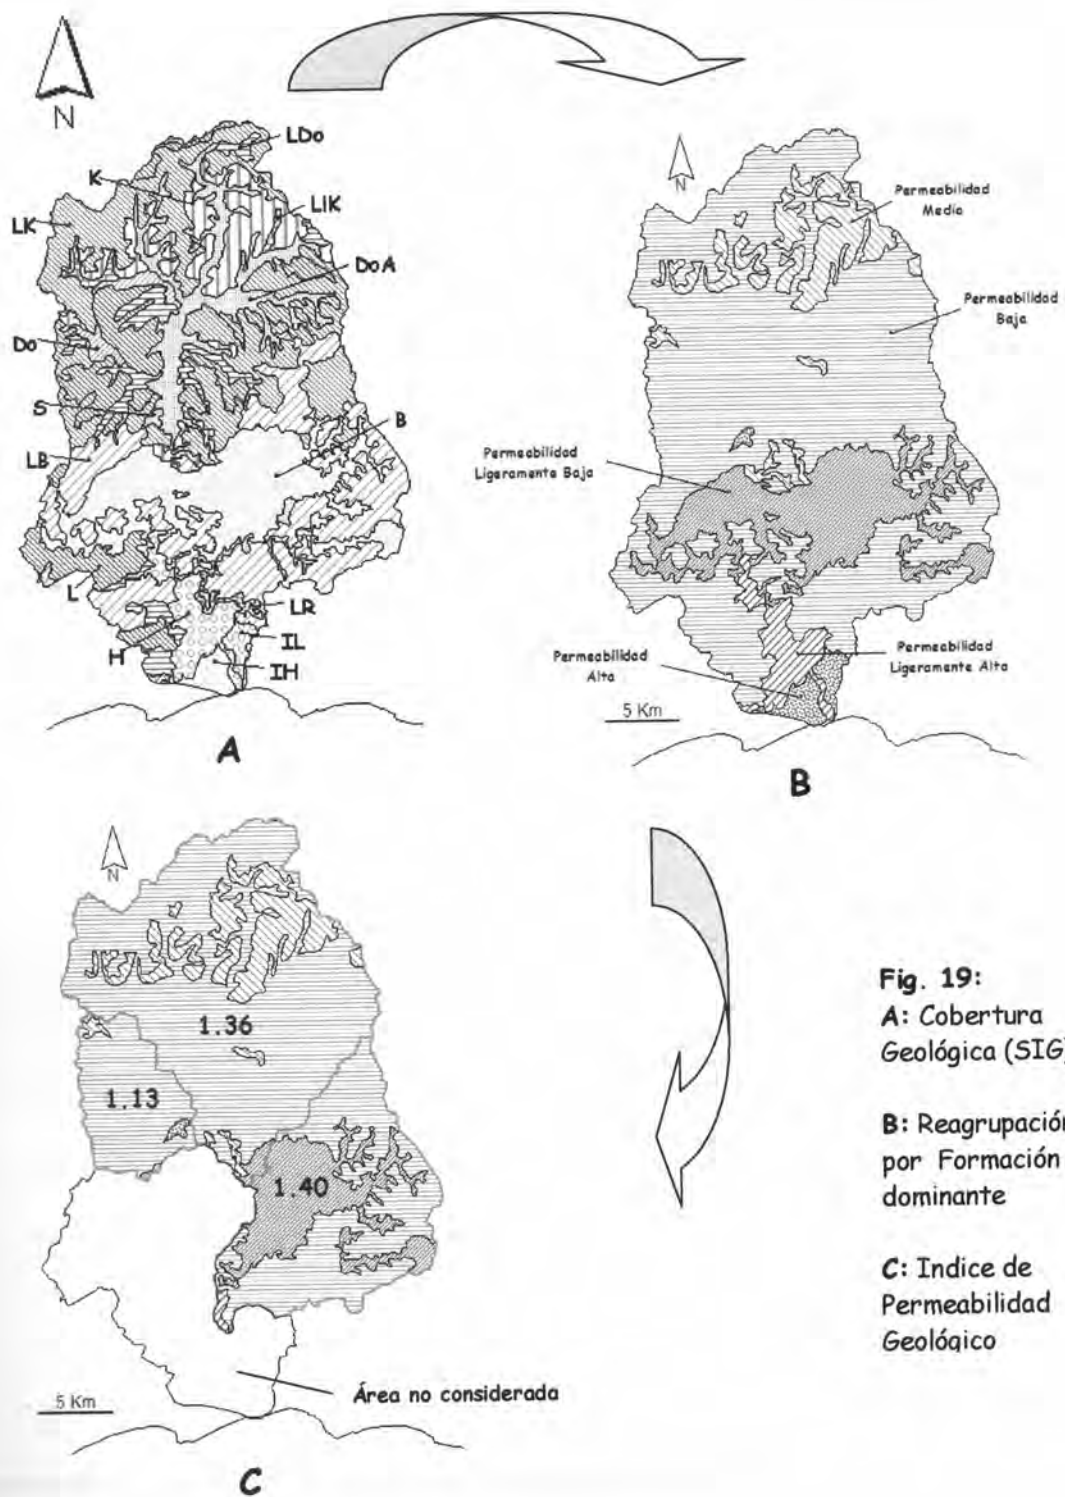 N
LDo
K
LIK
LK
DoA
Do
S
B
LB
L
LR
H
IL
IH
A
N
Permeabilidad
Media
Permeabilidad
Baja
Permeabilidad
Ligeramente Baja
Permeabilidad
Alta
Permeabilidad
Ligeramente Alta
5 Km
B
N
1.36
1.13
1.40
Área no considerada
5 Km
C
Fig. 19:
A: Cobertura
Geológica (SIG)
B: Reagrupación
por Formación
dominante
C: Indice de
Permeabilidad
Geológico